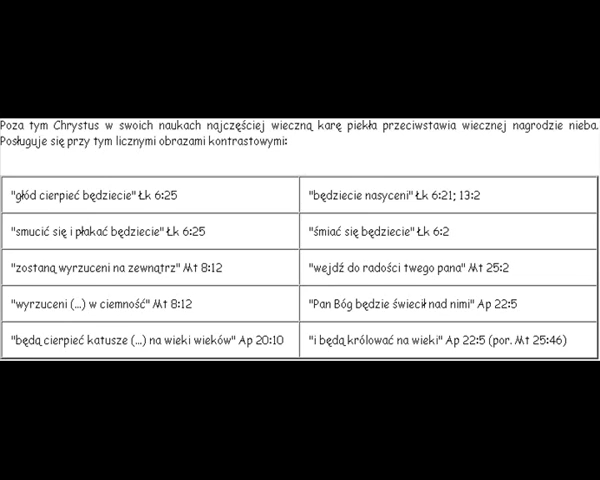 Poza tym Chrystus w swoich naukach najczęściej wieczną karę piekła przeciwstawia wiecznej nagrodzie nieba.
Posługuje się przy tym licznymi obrazami kontrastowymi:
"głód cierpieć będziecie" Łk 6:25
"będziecie nasyceni" Łk 6:21; 13:2
"smucić się i płakać będziecie" Łk 6:25
"śmiać się będziecie" Łk 6:2
"zostaną wyrzuceni na zewnątrz" Mt 8:12
"wejdź do radości twego pana" Mt 25:2
"wyrzuceni (...) w ciemność" Mt 8:12
"Pan Bóg będzie świecił nad nimi" Ap 22:5
"będą cierpieć katusze (...) na wieki wieków" Ap 20:10
"i będą królować na wieki" Ap 22:5 (por. Mt 25:46)